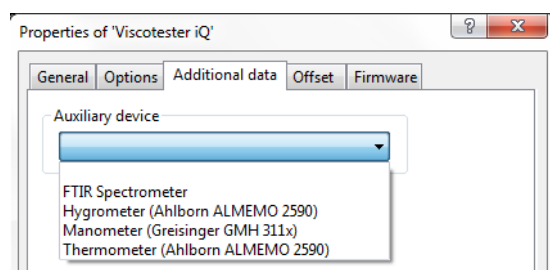 Properties of 'Viscotester iQ'
? X
General Options Additional data Offset Firmware
Auxiliary device
FTIR Spectrometer
Hygrometer (Ahlborn ALMEMO 2590)
Manometer (Greisinger GMH 311x)
Thermometer (Ahlborn ALMEMO 2590)